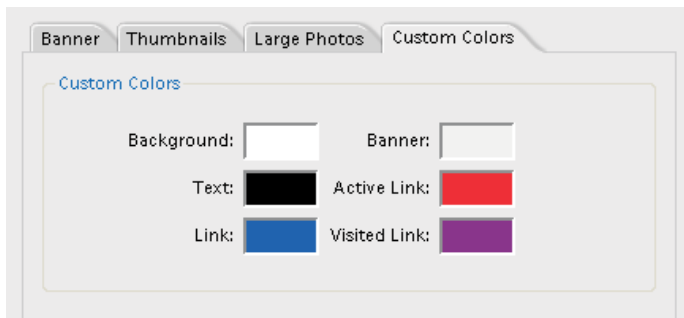 Banner Thumbnails Large Photos Custom Colors
Custom Colors
Background: Banner:
Text: Active Link:
Link: Visited Link: